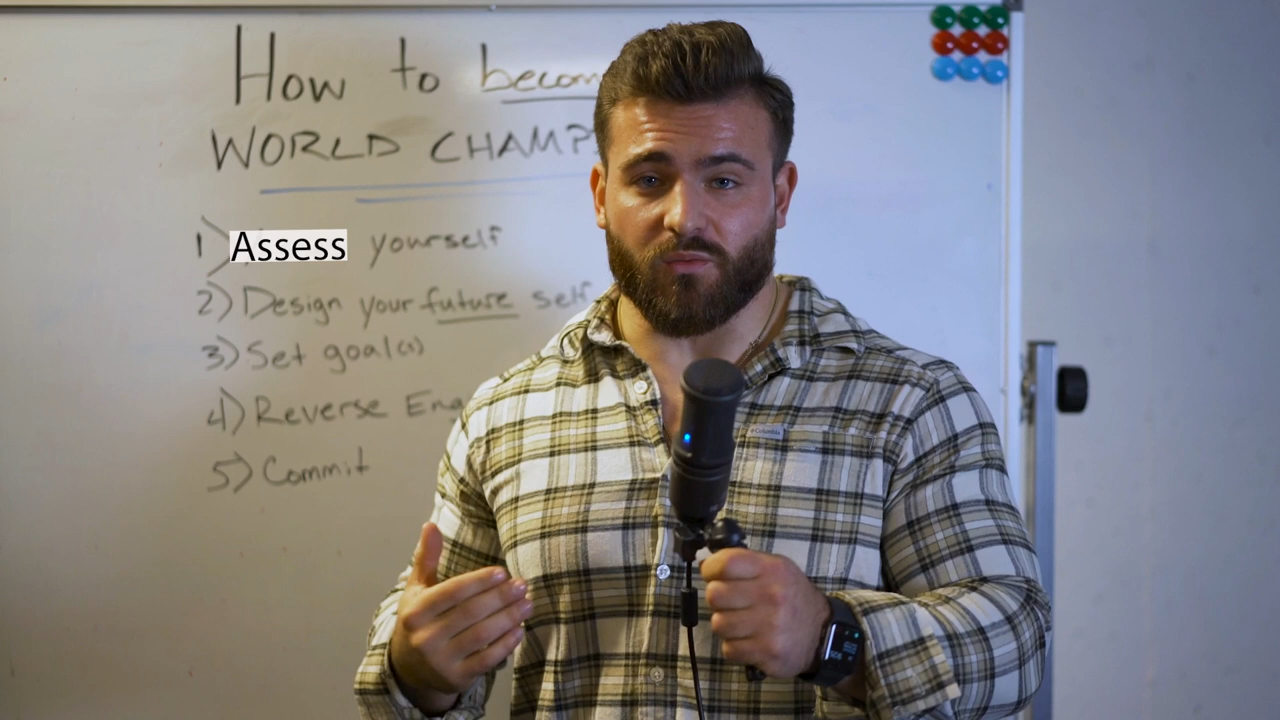 How to becom
WORLD CHAMP
1) Assess yourself
2) Design your future self
3) Set goal(s)
4) Reverse Eng
5) Commit
Columbia